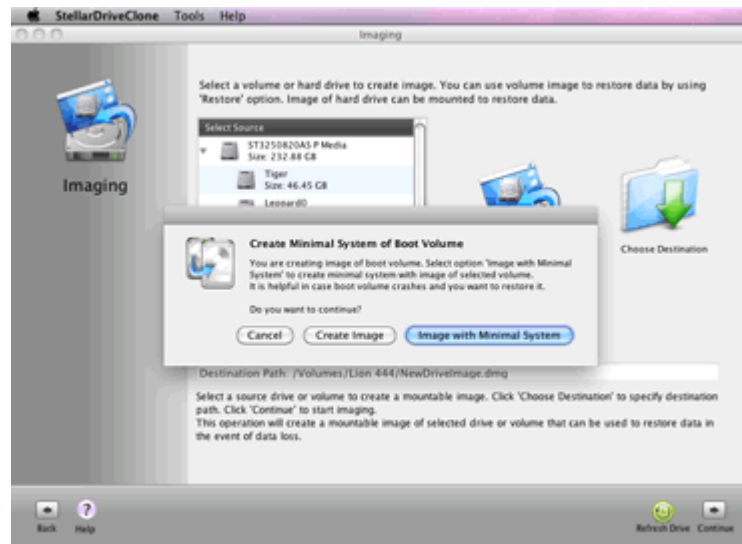 StellarDriveClone Tools Help
Imaging
Select a volume or hard drive to create image. You can use volume image to restore data by using
'Restore' option. Image of hard drive can be mounted to restore data.
Select Source
ST3250820AS P Media
Size: 232.88 GB
Tiger
Size: 46.45 GB
Leopard0
Imaging
Choose Destination
Create Minimal System of Boot Volume
You are creating image of boot volume. Select option 'Image with Minimal
System' to create minimal system with image of selected volume.
It is helpful in case boot volume crashes and you want to restore it.
Do you want to continue?
Cancel Create Image Image with Minimal System
Destination Path: /Volumes/Lion 444/NewDriveImage.dmg
Select a source drive or volume to create a mountable image. Click 'Choose Destination' to specify destination
path. Click 'Continue' to start imaging.
This operation will create a mountable image of selected drive or volume that can be used to restore data in
the event of data loss.
?
Back Help Refresh Drive Continue